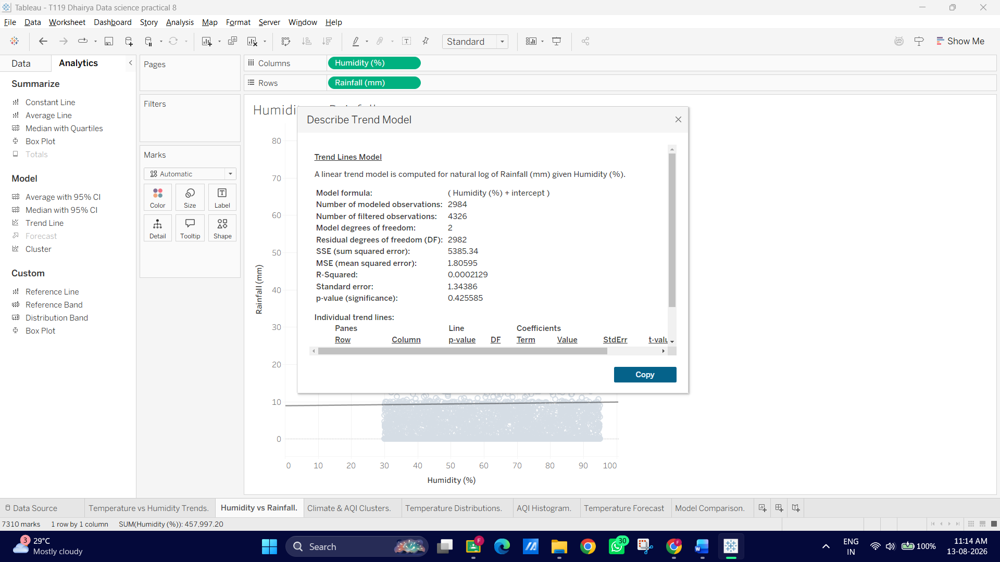 Tableau - T119 Dhairya Data science practical 8
File Data Worksheet Dashboard Story Analysis Map Format Server Window Help
Standard
Show Me
Data Analytics
Summarize
Constant Line
Average Line
Median with Quartiles
Box Plot
Totals
Model
Average with 95% CI
Median with 95% CI
Trend Line
Forecast
Cluster
Custom
Reference Line
Reference Band
Distribution Band
Box Plot
Pages
Filters
Marks
Automatic
Color Size Label
Detail Tooltip Shape
Columns Humidity (%)
Rows Rainfall (mm)
Describe Trend Model
Trend Lines Model
A linear trend model is computed for natural log of Rainfall (mm) given Humidity (%).
Model formula: ( Humidity (%) + intercept )
Number of modeled observations: 2984
Number of filtered observations: 4326
Model degrees of freedom: 2
Residual degrees of freedom (DF): 2982
SSE (sum squared error): 5385.34
MSE (mean squared error): 1.80595
R-Squared: 0.0002129
Standard error: 1.34386
p-value (significance): 0.425585
Individual trend lines:
Panes Line Coefficients
Row Column p-value DF Term Value StdErr
Copy
80
70
60
50
40
30
20
10
0
Rainfall (mm)
0 10 20 30 40 50 60 70 80 90 100
Humidity (%)
Data Source Temperature vs Humidity Trends. Humidity vs Rainfall. Climate & AQI Clusters. Temperature Distributions. AQI Histogram. Temperature Forecast Model Comparison.
7310 marks 1 row by 1 column SUM(Humidity (%)): 457,997.20
3 29°C
Mostly cloudy
Search
F
30
F
ENG
IN
100%
11:14 AM
13-08-2026